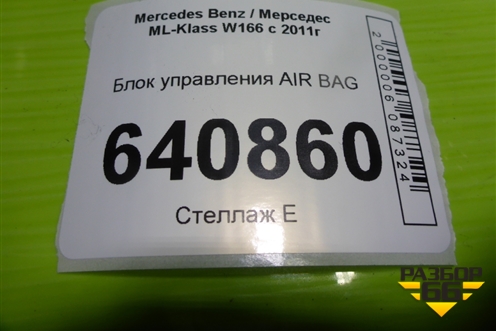 Mercedes Benz / Мерседес
ML-Klass W166 с 2011г
Блок управления AIR BAG
640860
Стеллаж Е
2000006087324
РАЗБОР
66